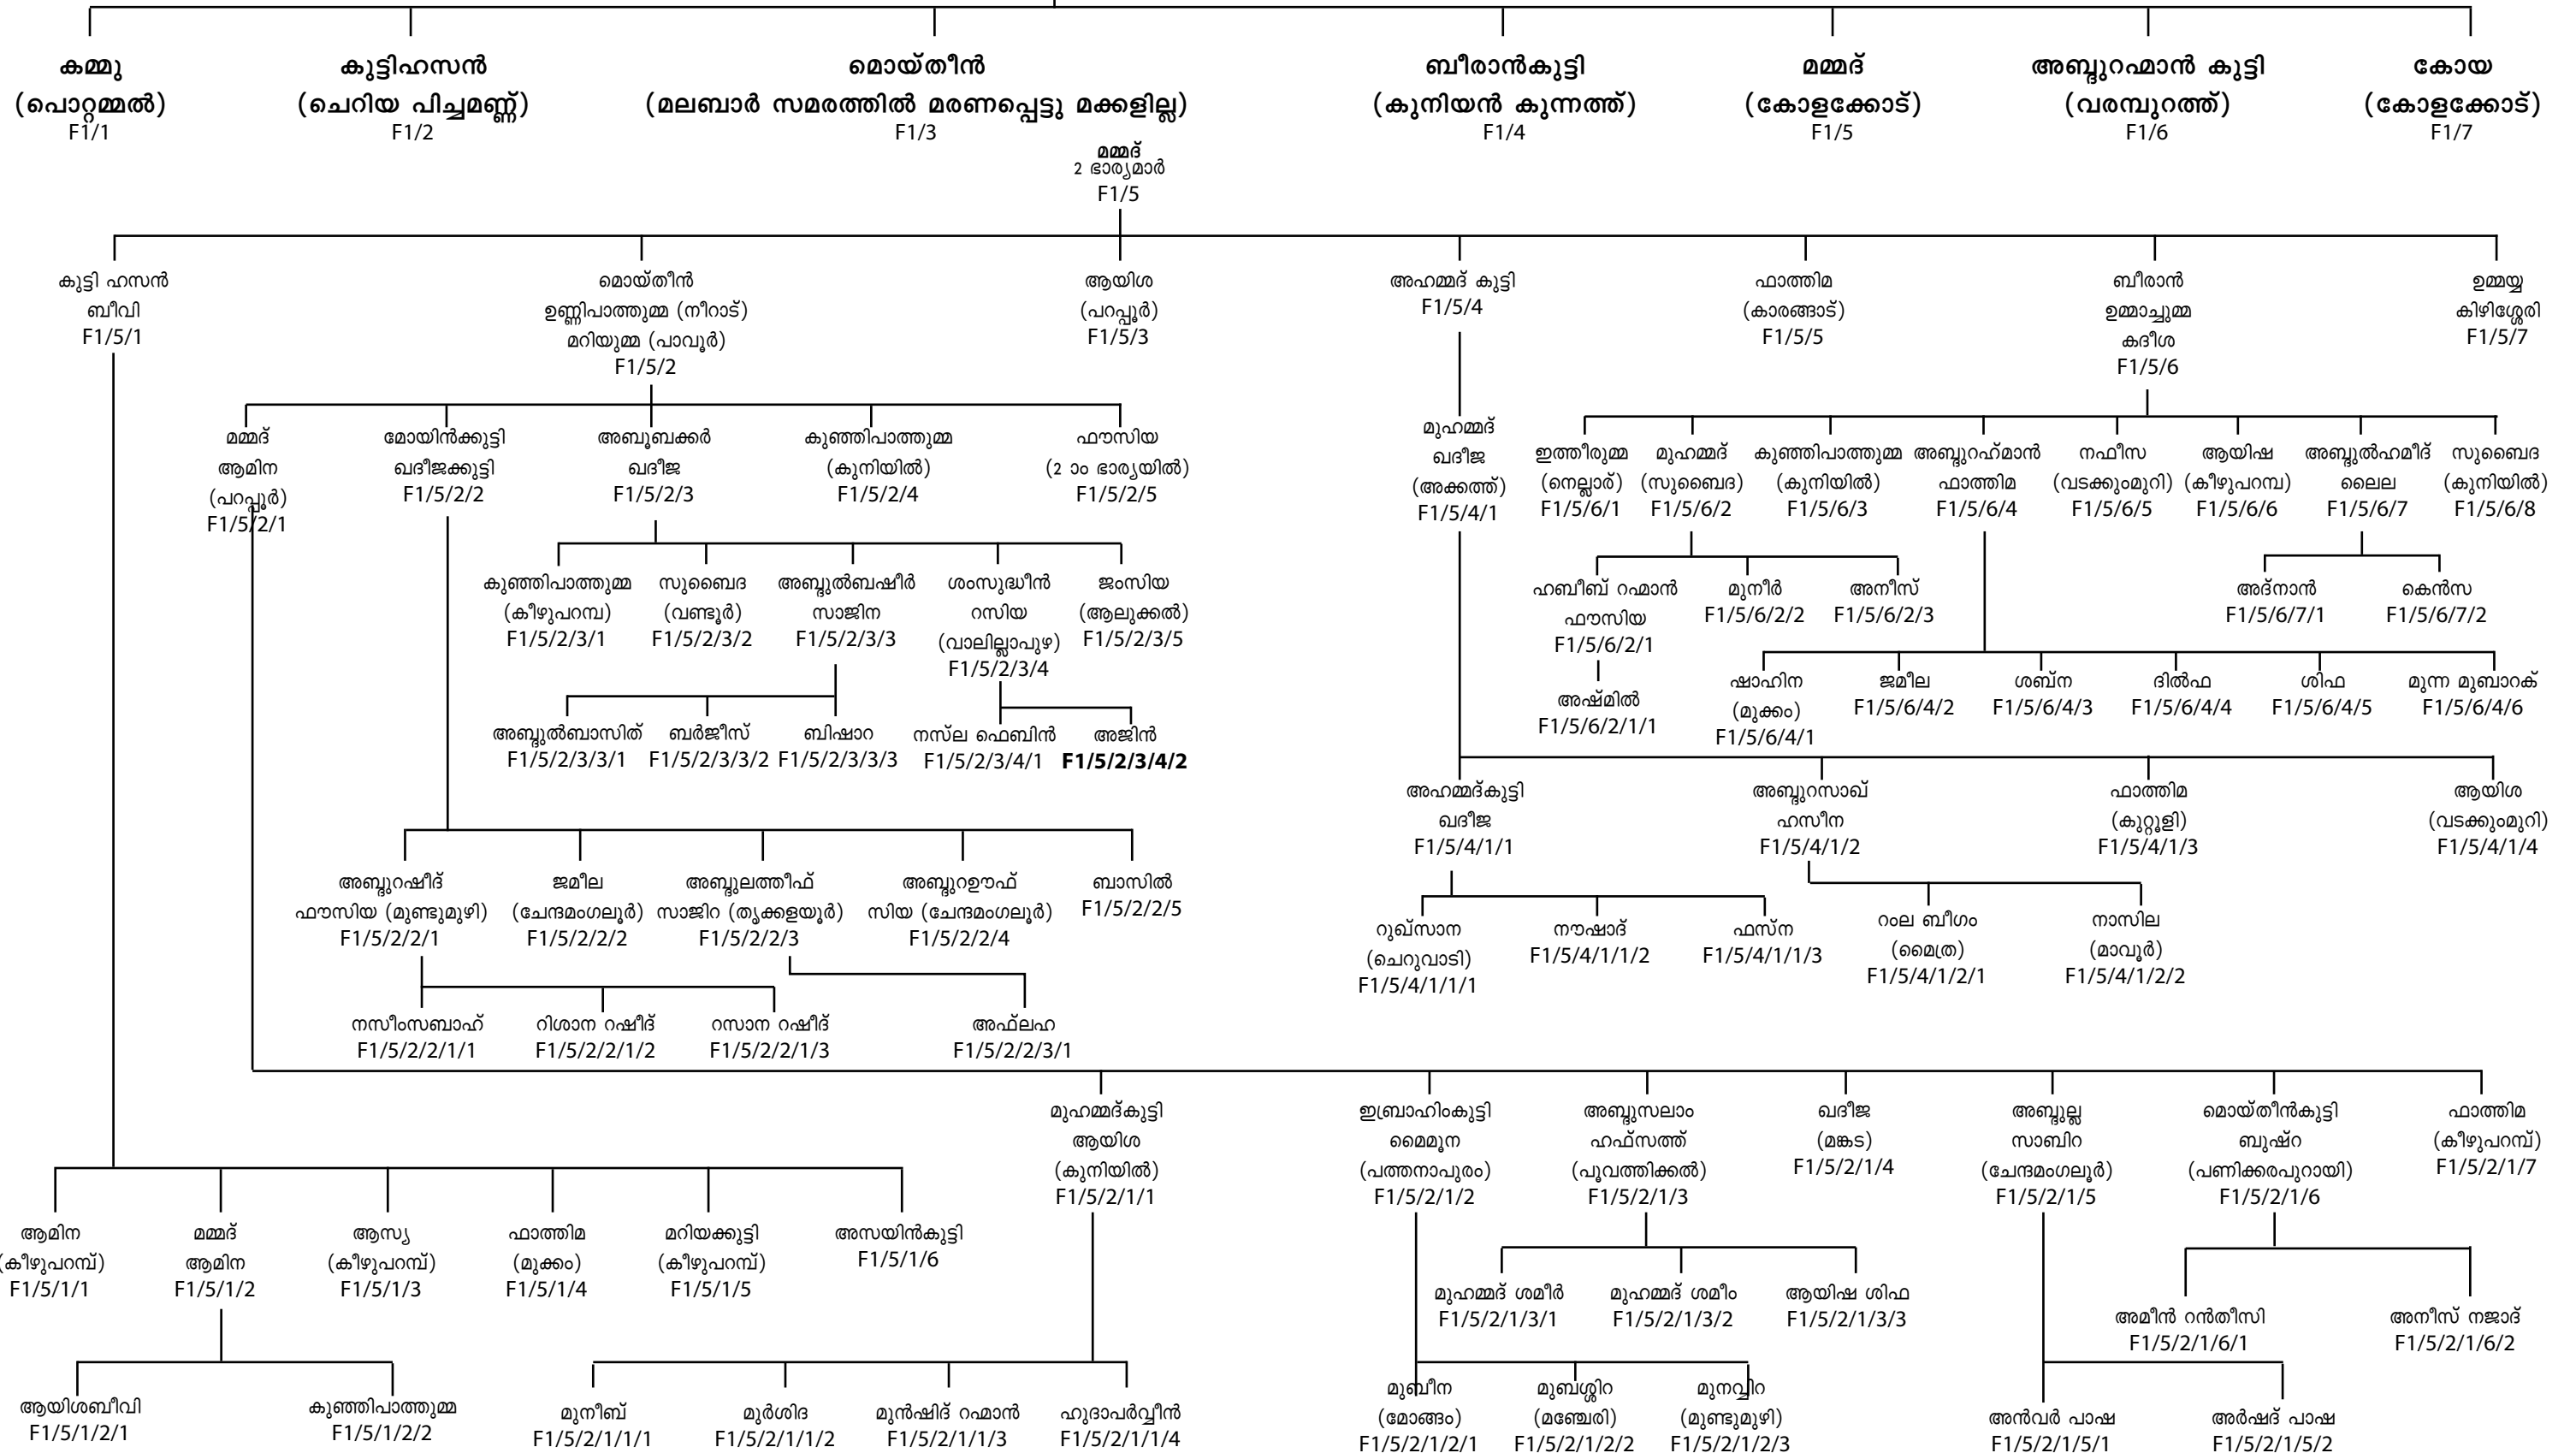 കമ്മു
(പൊറ്റമ്മൽ)
F1/1
കുട്ടിഹസൻ
(ചെറിയ പിച്ചമണ്ണ്)
F1/2
മൊയ്തീൻ
(മലബാർ സമരത്തിൽ മരണപ്പെട്ടു മക്കളില്ല)
F1/3
ബീരാൻകുട്ടി
(കുനിയൻ കുന്നത്ത്)
F1/4
മമ്മദ്
(കോളക്കോട്)
F1/5
അബ്ദുറഹ്മാൻ കുട്ടി
(വരമ്പുറത്ത്)
F1/6
കോയ
(കോളക്കോട്)
F1/7
മമ്മദ്
2 ഭാര്യമാർ
F1/5
കുട്ടി ഹസൻ
ബീവി
F1/5/1
മൊയ്തീൻ
ഉണ്ണിപാത്തുമ്മ (നീറാട്)
മറിയുമ്മ (പാവൂർ)
F1/5/2
ആയിശ
(പറപ്പൂർ)
F1/5/3
അഹമ്മദ് കുട്ടി
F1/5/4
ഫാത്തിമ
(കാരങ്ങാട്)
F1/5/5
ബീരാൻ
ഉമ്മാച്ചുമ്മ
കദീശ
F1/5/6
ഉമ്മയ്യ
കിഴിശ്ശേരി
F1/5/7
മമ്മദ്
ആമിന
(പറപ്പൂർ)
F1/5/2/1
മോയിൻക്കുട്ടി
ഖദീജക്കുട്ടി
F1/5/2/2
അബൂബക്കർ
ഖദീജ
F1/5/2/3
കുഞ്ഞിപാത്തുമ്മ
(കുനിയിൽ)
F1/5/2/4
ഫൗസിയ
(2 ാം ഭാര്യയിൽ)
F1/5/2/5
മുഹമ്മദ്
ഖദീജ
(അക്കത്ത്)
F1/5/4/1
ഇത്തീരുമ്മ
(നെല്ലാര്)
F1/5/6/1
മുഹമ്മദ്
(സുബൈദ)
F1/5/6/2
കുഞ്ഞിപാത്തുമ്മ
(കുനിയിൽ)
F1/5/6/3
അബ്ദുറഹ്‌മാൻ
ഫാത്തിമ
F1/5/6/4
നഫീസ
(വടക്കുംമുറി)
F1/5/6/5
ആയിഷ
(കീഴുപറമ്പ)
F1/5/6/6
അബ്ദുൽഹമീദ്
ലൈല
F1/5/6/7
സുബൈദ
(കുനിയിൽ)
F1/5/6/8
കുഞ്ഞിപാത്തുമ്മ
(കീഴുപറമ്പ)
F1/5/2/3/1
സുബൈദ
(വണ്ടൂർ)
F1/5/2/3/2
അബ്ദുൽബഷീർ
സാജിന
F1/5/2/3/3
ശംസുദ്ധീൻ
റസിയ
(വാലില്ലാപുഴ)
F1/5/2/3/4
ജംസിയ
(ആലുക്കൽ)
F1/5/2/3/5
ഹബീബ് റഹ്മാൻ
ഫൗസിയ
F1/5/6/2/1
മുനീർ
F1/5/6/2/2
അനീസ്
F1/5/6/2/3
അദ്നാൻ
F1/5/6/7/1
കെൻസ
F1/5/6/7/2
അഷ്മിൽ
F1/5/6/2/1/1
ഷാഹിന
(മുക്കം)
F1/5/6/4/1
ജമീല
F1/5/6/4/2
ശബ്ന
F1/5/6/4/3
ദിൽഫ
F1/5/6/4/4
ശിഫ
F1/5/6/4/5
മുന്ന മുബാറക്
F1/5/6/4/6
അബ്ദുൽബാസിത്
F1/5/2/3/3/1
ബർജീസ്
F1/5/2/3/3/2
ബിഷാറ
F1/5/2/3/3/3
നസ്‌ല ഫെബിൻ
F1/5/2/3/4/1
അജിൻ
F1/5/2/3/4/2
അഹമ്മദ്കുട്ടി
ഖദീജ
F1/5/4/1/1
അബ്ദുറസാഖ്
ഹസീന
F1/5/4/1/2
ഫാത്തിമ
(കുറ്റൂളി)
F1/5/4/1/3
ആയിശ
(വടക്കുംമുറി)
F1/5/4/1/4
അബ്ദുറഷീദ്
ഫൗസിയ (മുണ്ടുമുഴി)
F1/5/2/2/1
ജമീല
(ചേന്ദമംഗലൂർ)
F1/5/2/2/2
അബ്ദുലത്തീഫ്
സാജിറ (തൃക്കളയൂർ)
F1/5/2/2/3
അബ്ദുറഊഫ്
സിയ (ചേന്ദമംഗലൂർ)
F1/5/2/2/4
ബാസിൽ
F1/5/2/2/5
റുഖ്സാന
(ചെറുവാടി)
F1/5/4/1/1/1
നൗഷാദ്
F1/5/4/1/1/2
ഫസ്ന
F1/5/4/1/1/3
റംല ബീഗം
(മൈത്ര)
F1/5/4/1/2/1
നാസില
(മാവൂർ)
F1/5/4/1/2/2
നസീംസബാഹ്
F1/5/2/2/1/1
റിശാന റഷീദ്
F1/5/2/2/1/2
റസാന റഷീദ്
F1/5/2/2/1/3
അഫ്‌ലഹ
F1/5/2/2/3/1
മുഹമ്മദ്കുട്ടി
ആയിശ
(കുനിയിൽ)
F1/5/2/1/1
ഇബ്രാഹിംകുട്ടി
മൈമൂന
(പത്തനാപുരം)
F1/5/2/1/2
അബ്ദുസലാം
ഹഫ്സത്ത്
(പൂവത്തിക്കൽ)
F1/5/2/1/3
ഖദീജ
(മങ്കട)
F1/5/2/1/4
അബ്ദുല്ല
സാബിറ
(ചേന്ദമംഗലൂർ)
F1/5/2/1/5
മൊയ്തീൻകുട്ടി
ബുഷ്റ
(പണിക്കരപുറായി)
F1/5/2/1/6
ഫാത്തിമ
(കീഴുപറമ്പ്)
F1/5/2/1/7
ആമിന
(കീഴുപറമ്പ്)
F1/5/1/1
മമ്മദ്
ആമിന
F1/5/1/2
ആസ്യ
(കീഴുപറമ്പ്)
F1/5/1/3
ഫാത്തിമ
(മുക്കം)
F1/5/1/4
മറിയക്കുട്ടി
(കീഴുപറമ്പ്)
F1/5/1/5
അസയിൻകുട്ടി
F1/5/1/6
മുഹമ്മദ് ശമീർ
F1/5/2/1/3/1
മുഹമ്മദ് ശമീം
F1/5/2/1/3/2
ആയിഷ ശിഫ
F1/5/2/1/3/3
അമീൻ റൻതീസി
F1/5/2/1/6/1
അനീസ് നജാദ്
F1/5/2/1/6/2
ആയിശബീവി
F1/5/1/2/1
കുഞ്ഞിപാത്തുമ്മ
F1/5/1/2/2
മുനീബ്
F1/5/2/1/1/1
മുർശിദ
F1/5/2/1/1/2
മുൻഷിദ് റഹ്മാൻ
F1/5/2/1/1/3
ഹുദാപർവ്വീൻ
F1/5/2/1/1/4
മുബീന
(മോങ്ങം)
F1/5/2/1/2/1
മുബശ്ശിറ
(മഞ്ചേരി)
F1/5/2/1/2/2
മുനവ്വിറ
(മുണ്ടുമുഴി)
F1/5/2/1/2/3
അൻവർ പാഷ
F1/5/2/1/5/1
അർഷദ് പാഷ
F1/5/2/1/5/2